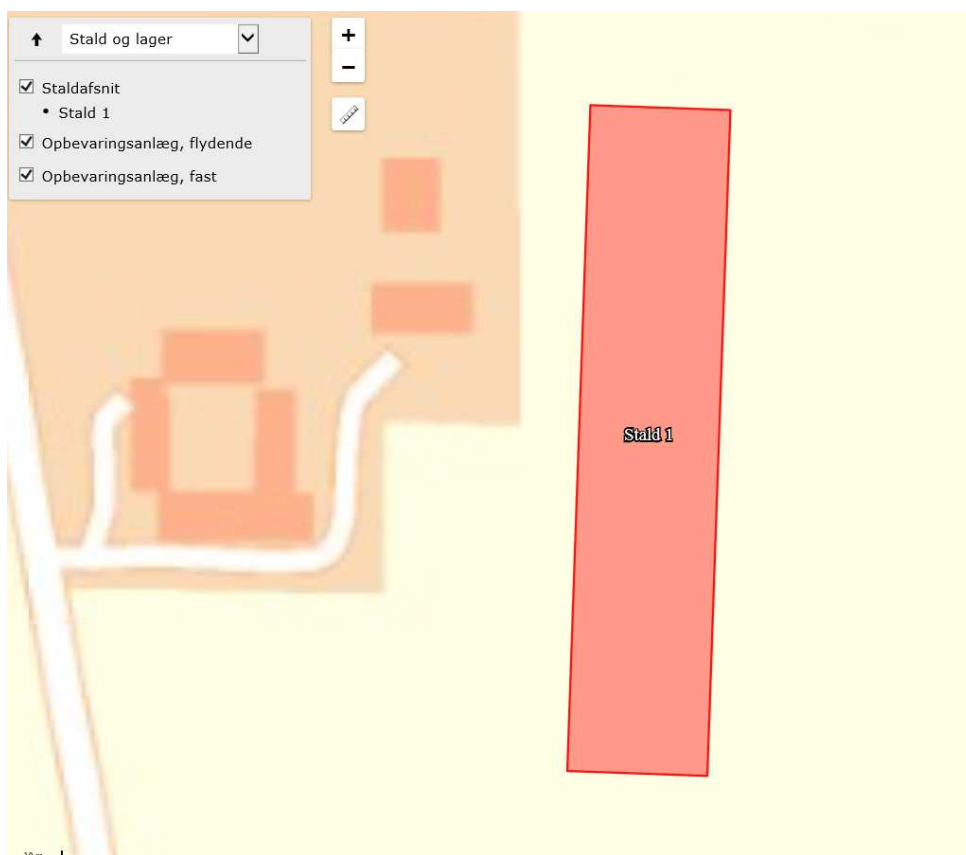 Stald og lager
Staldafsnit
• Stald 1
Opbevaringsanlæg, flydende
Opbevaringsanlæg, fast
+
−
Stald 1